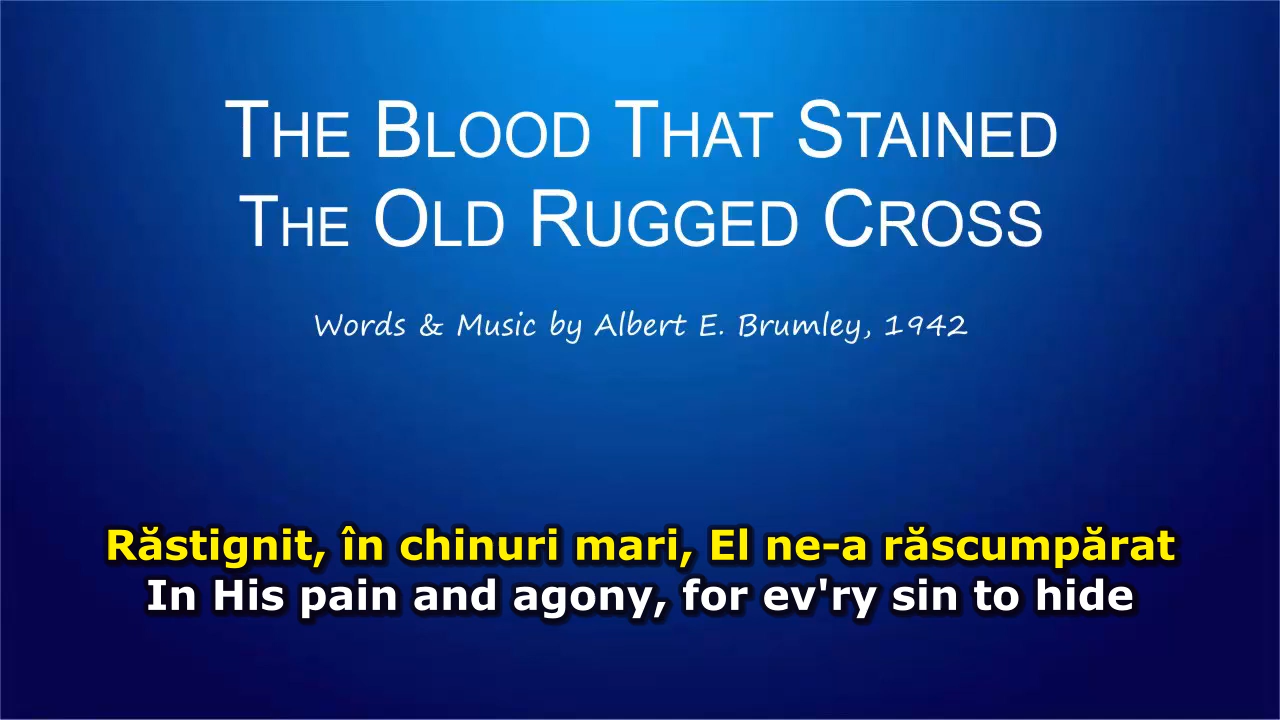 THE BLOOD THAT STAINED
THE OLD RUGGED CROSS
Words & Music by Albert E. Brumley, 1942
Răstignit, în chinuri mari, El ne-a răscumpărat
In His pain and agony, for ev'ry sin to hide